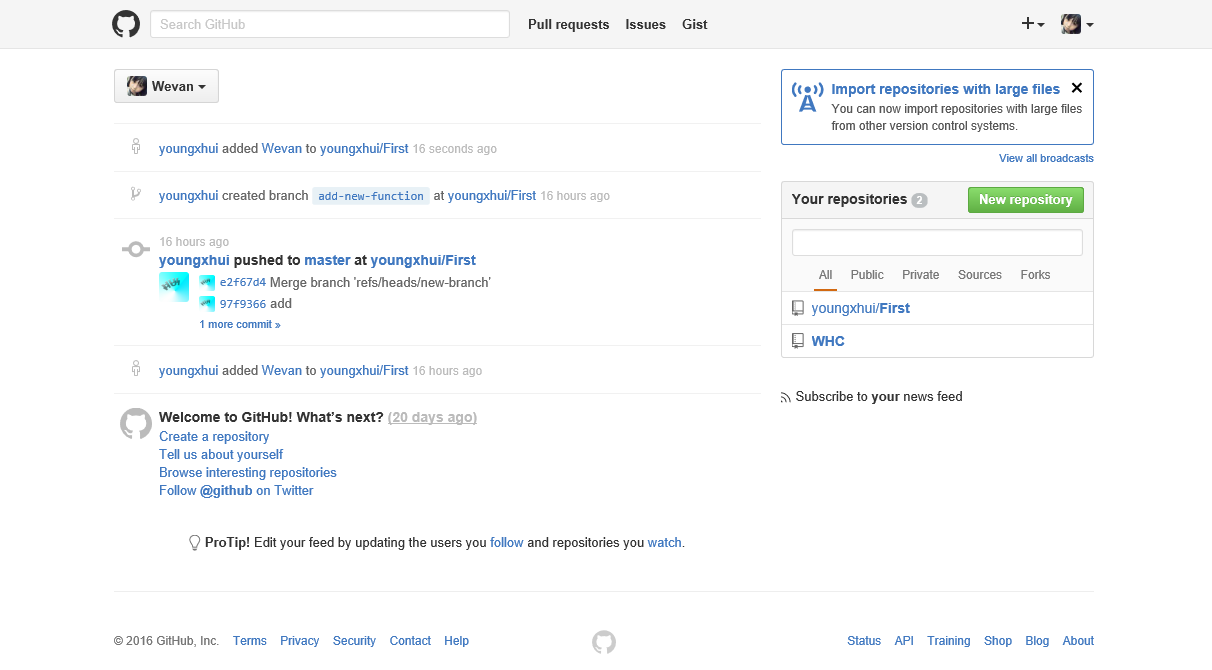 Search GitHub
Pull requests Issues Gist
Wevan
youngxhui added Wevan to youngxhui/First 16 seconds ago
youngxhui created branch add-new-function at youngxhui/First 16 hours ago
16 hours ago
youngxhui pushed to master at youngxhui/First
e2f67d4 Merge branch 'refs/heads/new-branch'
97f9366 add
1 more commit »
youngxhui added Wevan to youngxhui/First 16 hours ago
Welcome to GitHub! What's next? (20 days ago)
Create a repository
Tell us about yourself
Browse interesting repositories
Follow @github on Twitter
ProTip! Edit your feed by updating the users you follow and repositories you watch.
Import repositories with large files
You can now import repositories with large files
from other version control systems.
View all broadcasts
Your repositories 2 New repository
All Public Private Sources Forks
youngxhui/First
WHC
Subscribe to your news feed
© 2016 GitHub, Inc. Terms Privacy Security Contact Help
Status API Training Shop Blog About